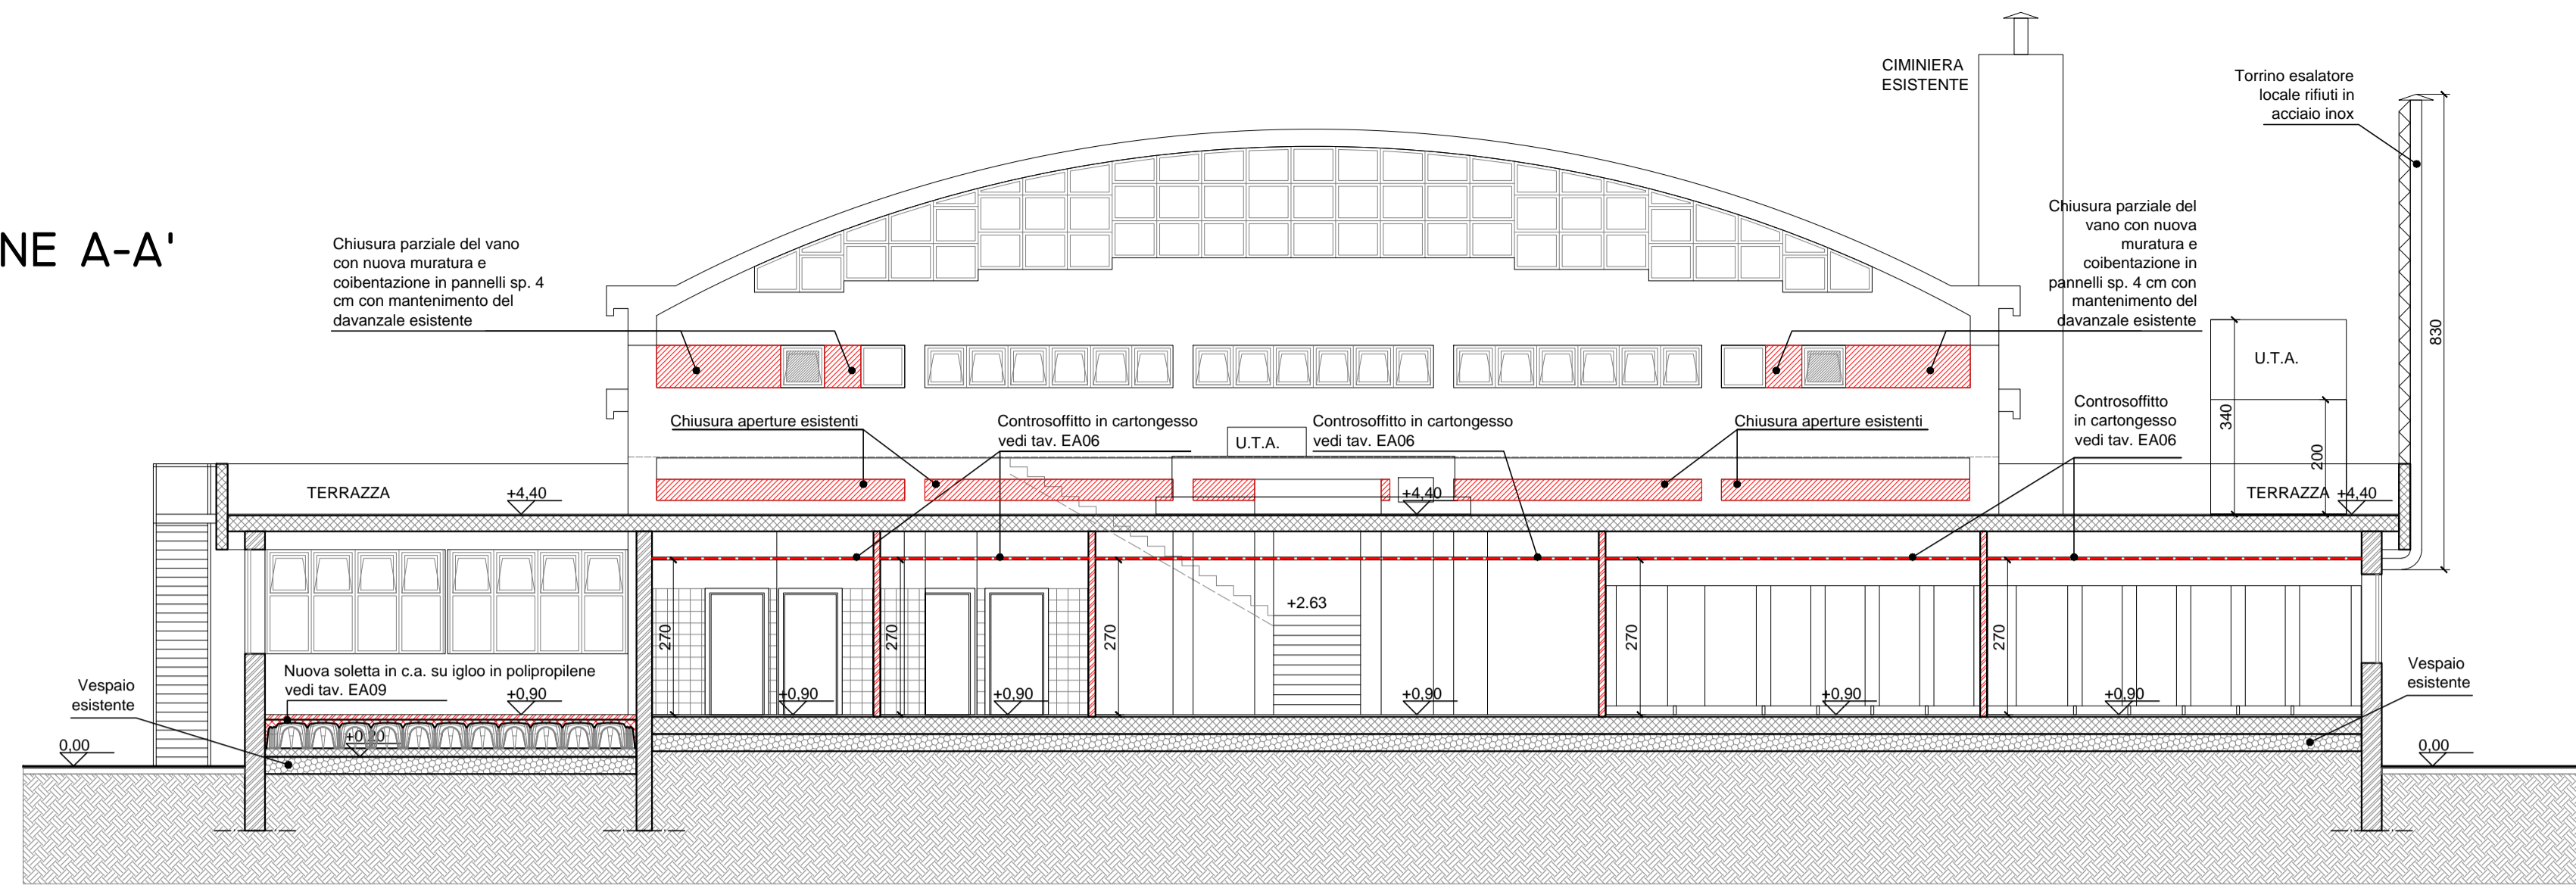 NE A-A'
CIMINIERA
ESISTENTE
Torrino esalatore
locale rifiuti in
acciaio inox
Chiusura parziale del vano
con nuova muratura e
coibentazione in pannelli sp. 4
cm con mantenimento del
davanzale esistente
Chiusura parziale del
vano con nuova
muratura e
coibentazione in
pannelli sp. 4 cm con
mantenimento del
davanzale esistente
830
U.T.A.
340
200
Chiusura aperture esistenti
Controsoffitto in cartongesso
vedi tav. EA06
U.T.A.
Controsoffitto in cartongesso
vedi tav. EA06
Chiusura aperture esistenti
Controsoffitto
in cartongesso
vedi tav. EA06
TERRAZZA
+4,40
+4,40
TERRAZZA
+4,40
+2.63
270
270
270
270
270
Nuova soletta in c.a. su igloo in polipropilene
vedi tav. EA09
+0,90
+0,90
+0,90
+0,90
+0,90
+0,90
Vespaio
esistente
Vespaio
esistente
+0,20
0,00
0,00